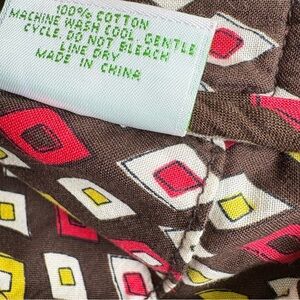 100% COTTON
MACHINE WASH COOL, GENTLE
CYCLE, DO NOT BLEACH
LINE DRY
MADE IN CHINA